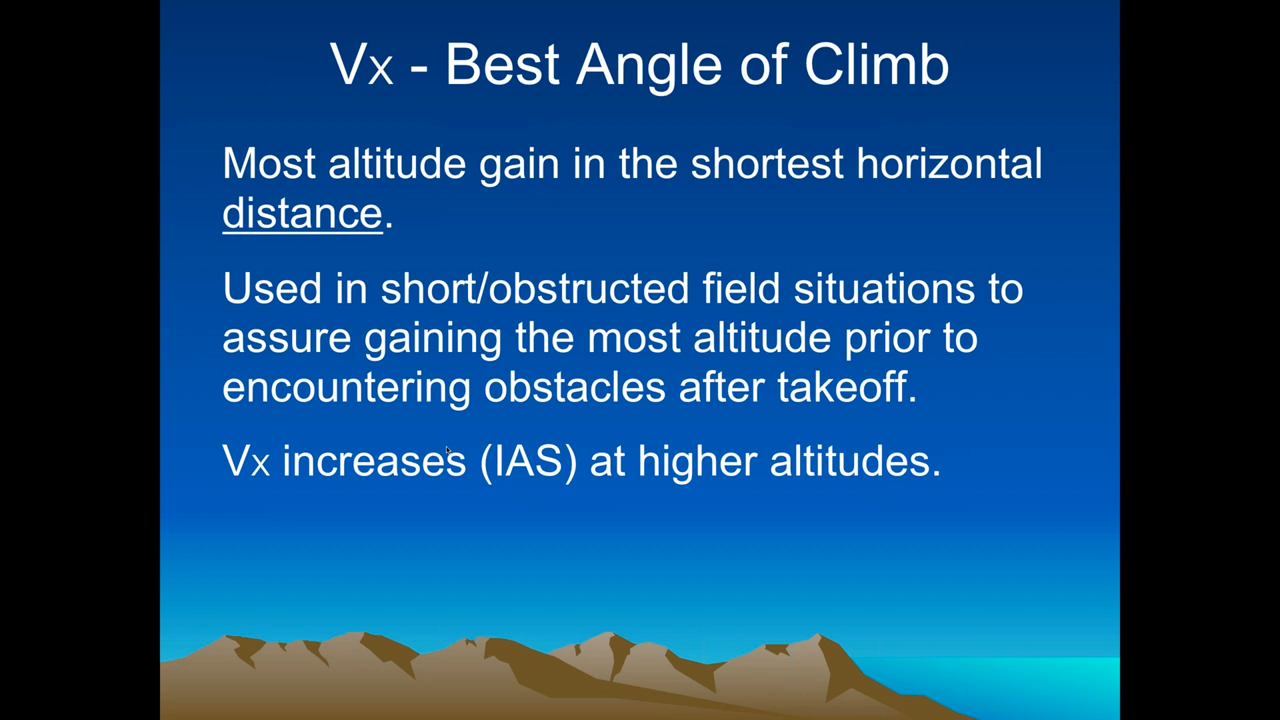 Vx - Best Angle of Climb
Most altitude gain in the shortest horizontal
distance.
Used in short/obstructed field situations to
assure gaining the most altitude prior to
encountering obstacles after takeoff.
Vx increases (IAS) at higher altitudes.